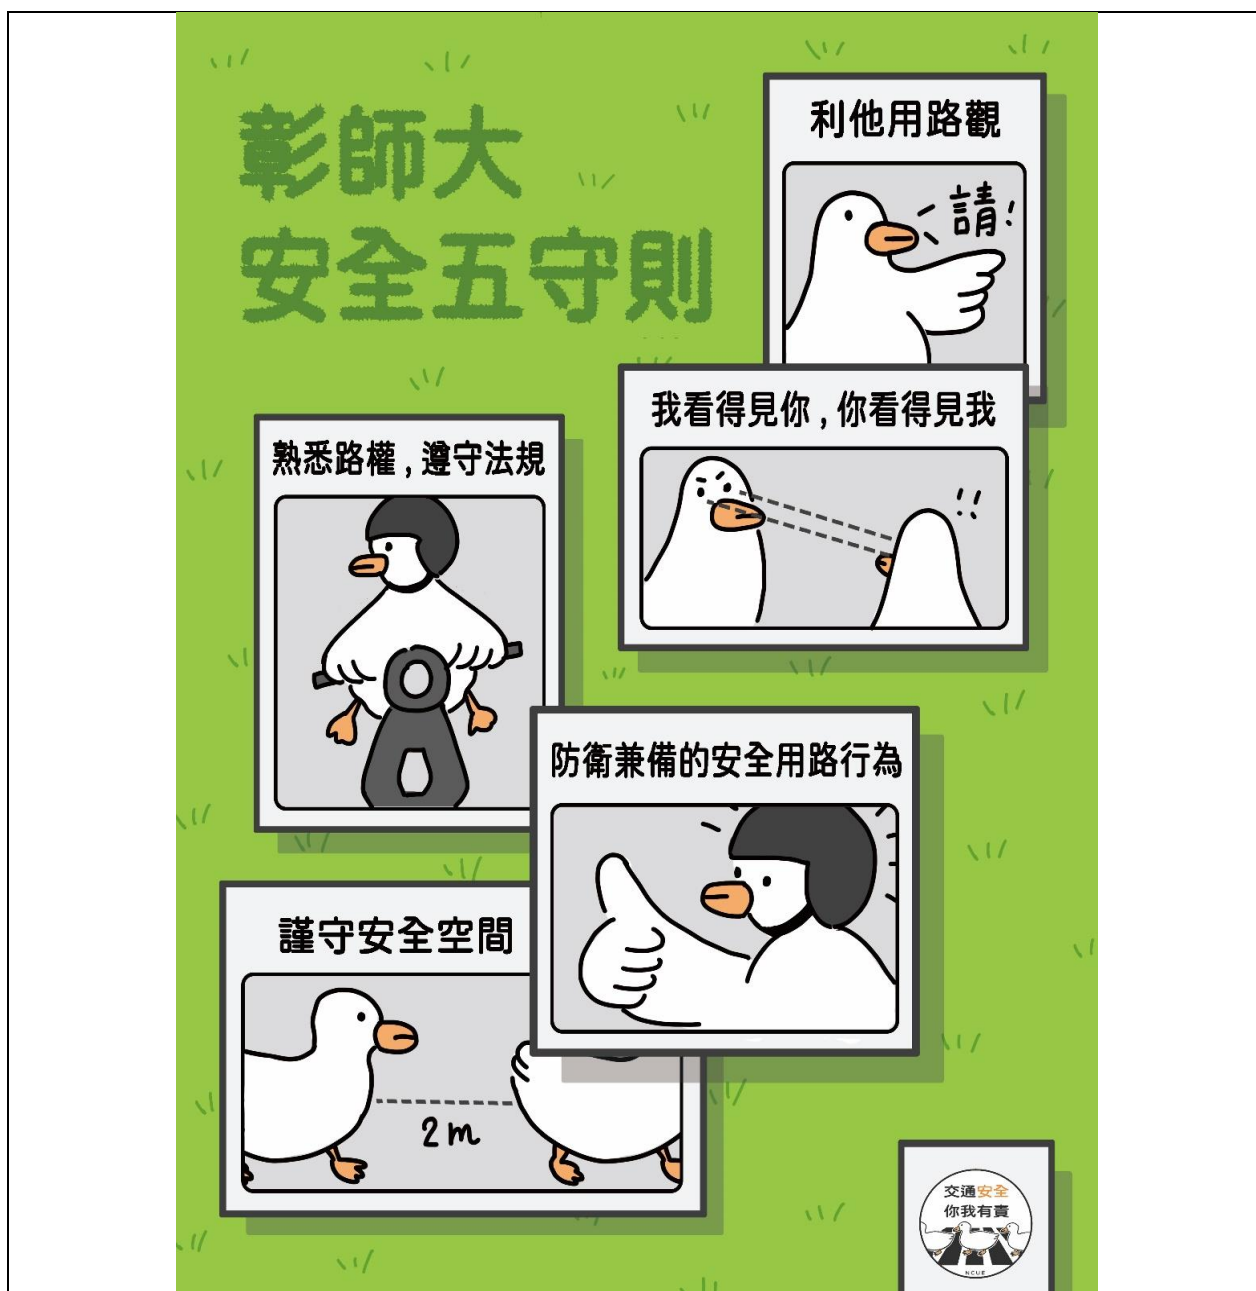 彰師大
安全五守則
利他用路觀
請!
我看得見你,你看得見我
!!
熟悉路權,遵守法規
防衛兼備的安全用路行為
謹守安全空間
2m
交通安全
你我有責
NCUE